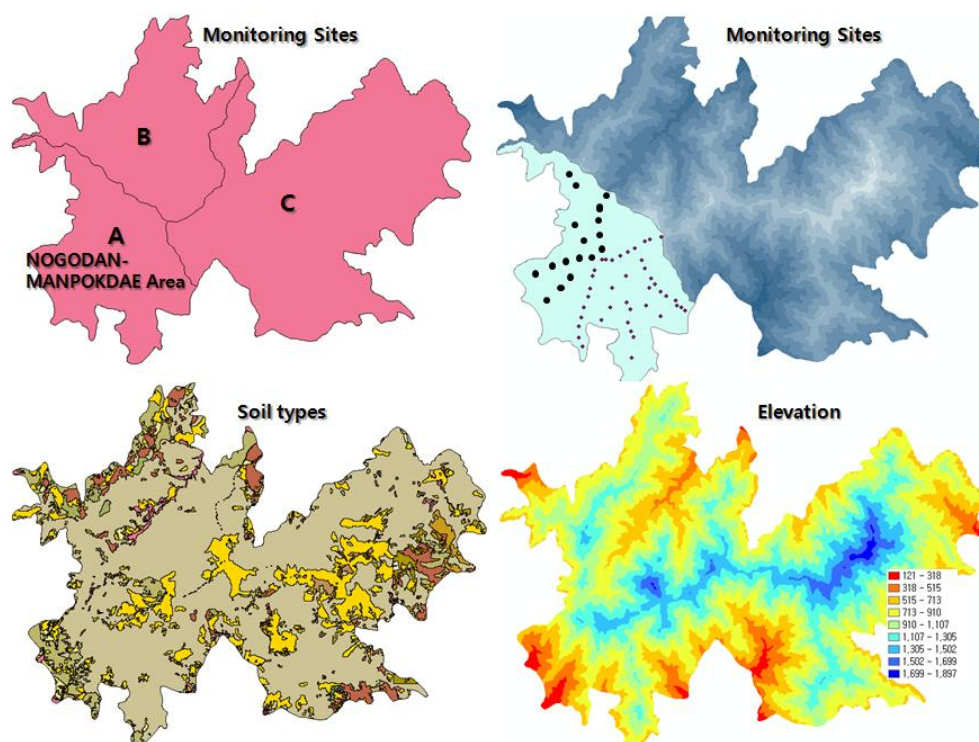 Monitoring Sites
B
C
A
NOGODAN-
MANPOKDAE Area
Monitoring Sites
Soil types
Elevation
121 - 318
318 - 515
515 - 713
713 - 910
910 - 1,107
1,107 - 1,305
1,305 - 1,502
1,502 - 1,699
1,699 - 1,897